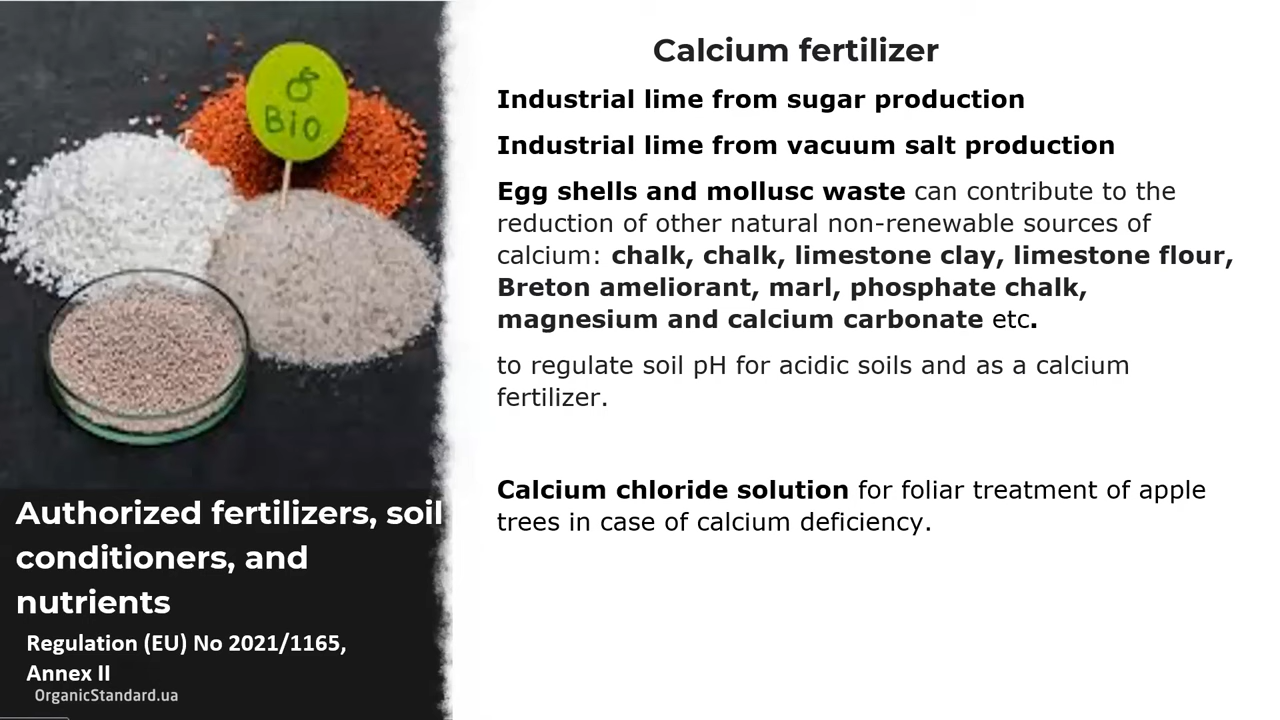 Calcium fertilizer
Industrial lime from sugar production
Industrial lime from vacuum salt production
Egg shells and mollusc waste can contribute to the
reduction of other natural non-renewable sources of
calcium: chalk, chalk, limestone clay, limestone flour,
Breton ameliorant, marl, phosphate chalk,
magnesium and calcium carbonate etc.
to regulate soil pH for acidic soils and as a calcium
fertilizer.
Calcium chloride solution for foliar treatment of apple
trees in case of calcium deficiency.
Bio
Authorized fertilizers, soil
conditioners, and
nutrients
Regulation (EU) No 2021/1165,
Annex II
OrganicStandard.ua